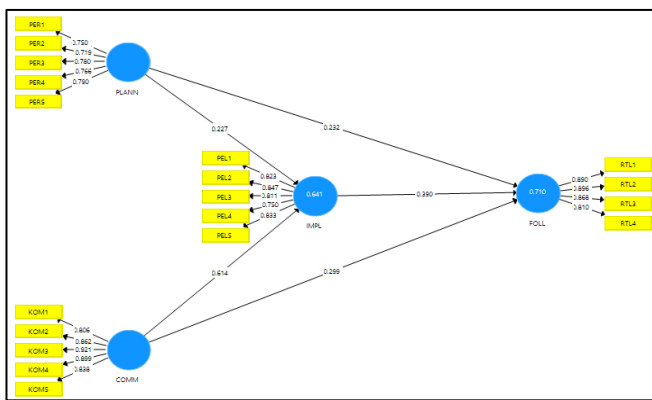 PER1
PER2
PER3
PER4
PER5
0.750
0.719
0.780
0.766
0.790
PLANN
0.232
0.227
PEL1
PEL2
PEL3
PEL4
PEL5
0.823
0.847
0.811
0.750
0.833
0.641
IMPL
0.390
0.710
FOLL
RTL1
RTL2
RTL3
RTL4
0.890
0.896
0.868
0.810
0.614
0.299
KOM1
KOM2
KOM3
KOM4
KOM5
0.806
0.862
0.921
0.899
0.838
COMM